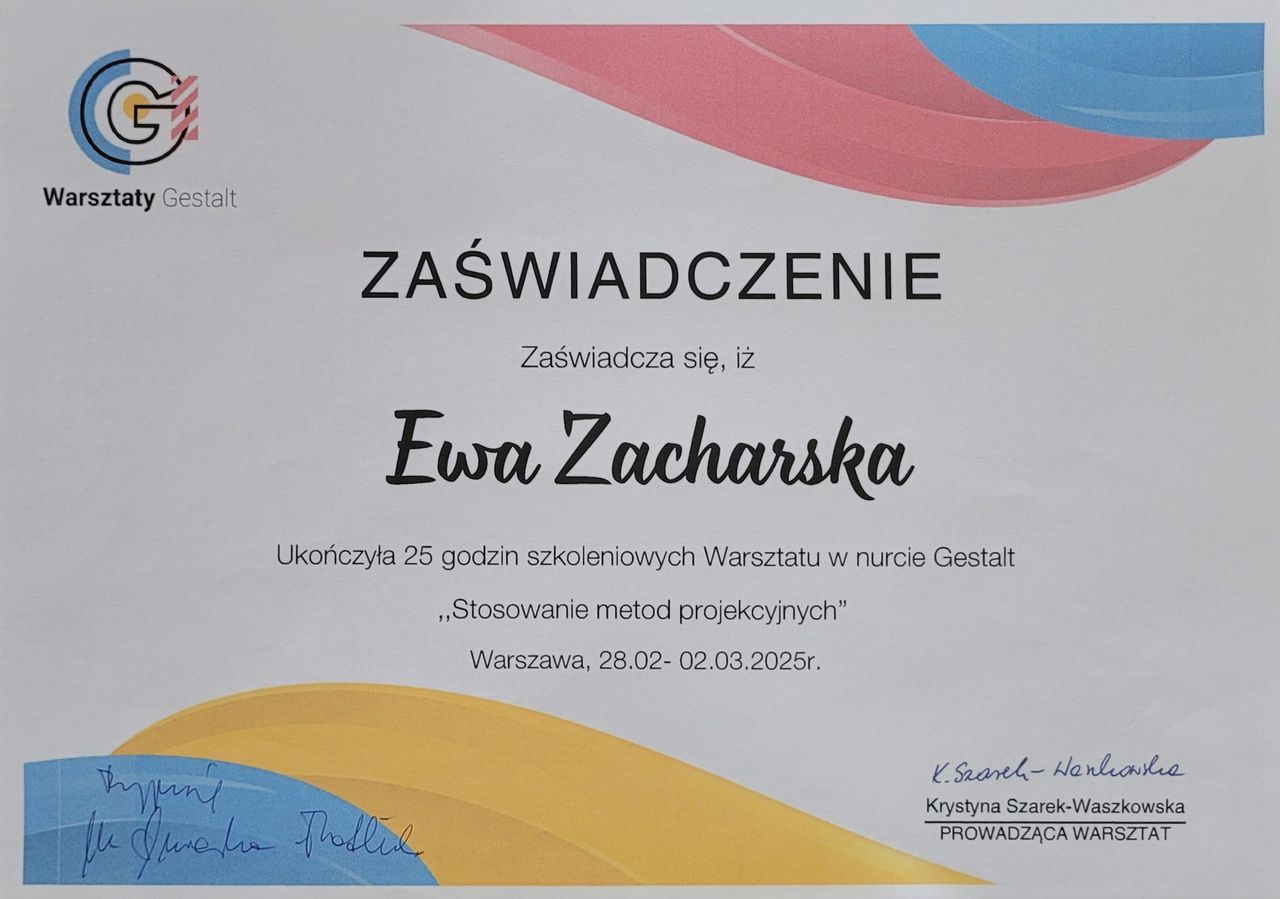 G
Warsztaty Gestalt
ZAŚWIADCZENIE
Zaświadcza się, iż
Ewa Zacharska
Ukończyła 25 godzin szkoleniowych Warsztatu w nurcie Gestalt
,,Stosowanie metod projekcyjnych”
Warszawa, 28.02- 02.03.2025r.
K. Szarek-Waszkowska
Krystyna Szarek-Waszkowska
PROWADZĄCA WARSZTAT